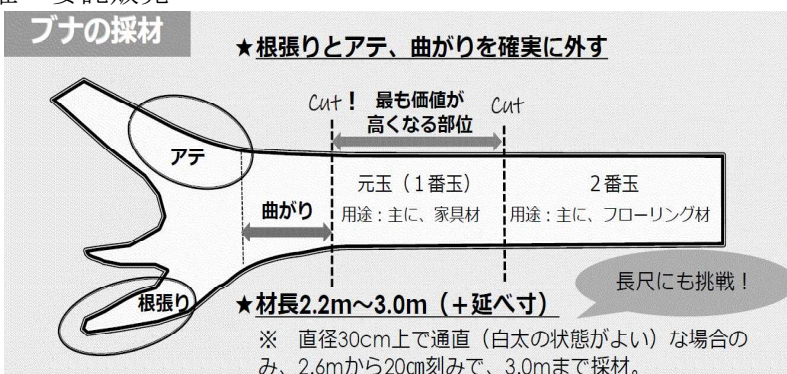 ブナの採材
★根張りとアテ、曲がりを確実に外す
Cut！
最も価値が
高くなる部位
Cut
アテ
曲がり
元玉（1番玉）
用途：主に、家具材
2番玉
用途：主に、フローリング材
根張り
長尺にも挑戦！
★材長2.2m～3.0m（＋延べ寸）
※　直径30cm上で通直（白太の状態がよい）な場合の
み、2.6mから20㎝刻みで、3.0mまで採材。